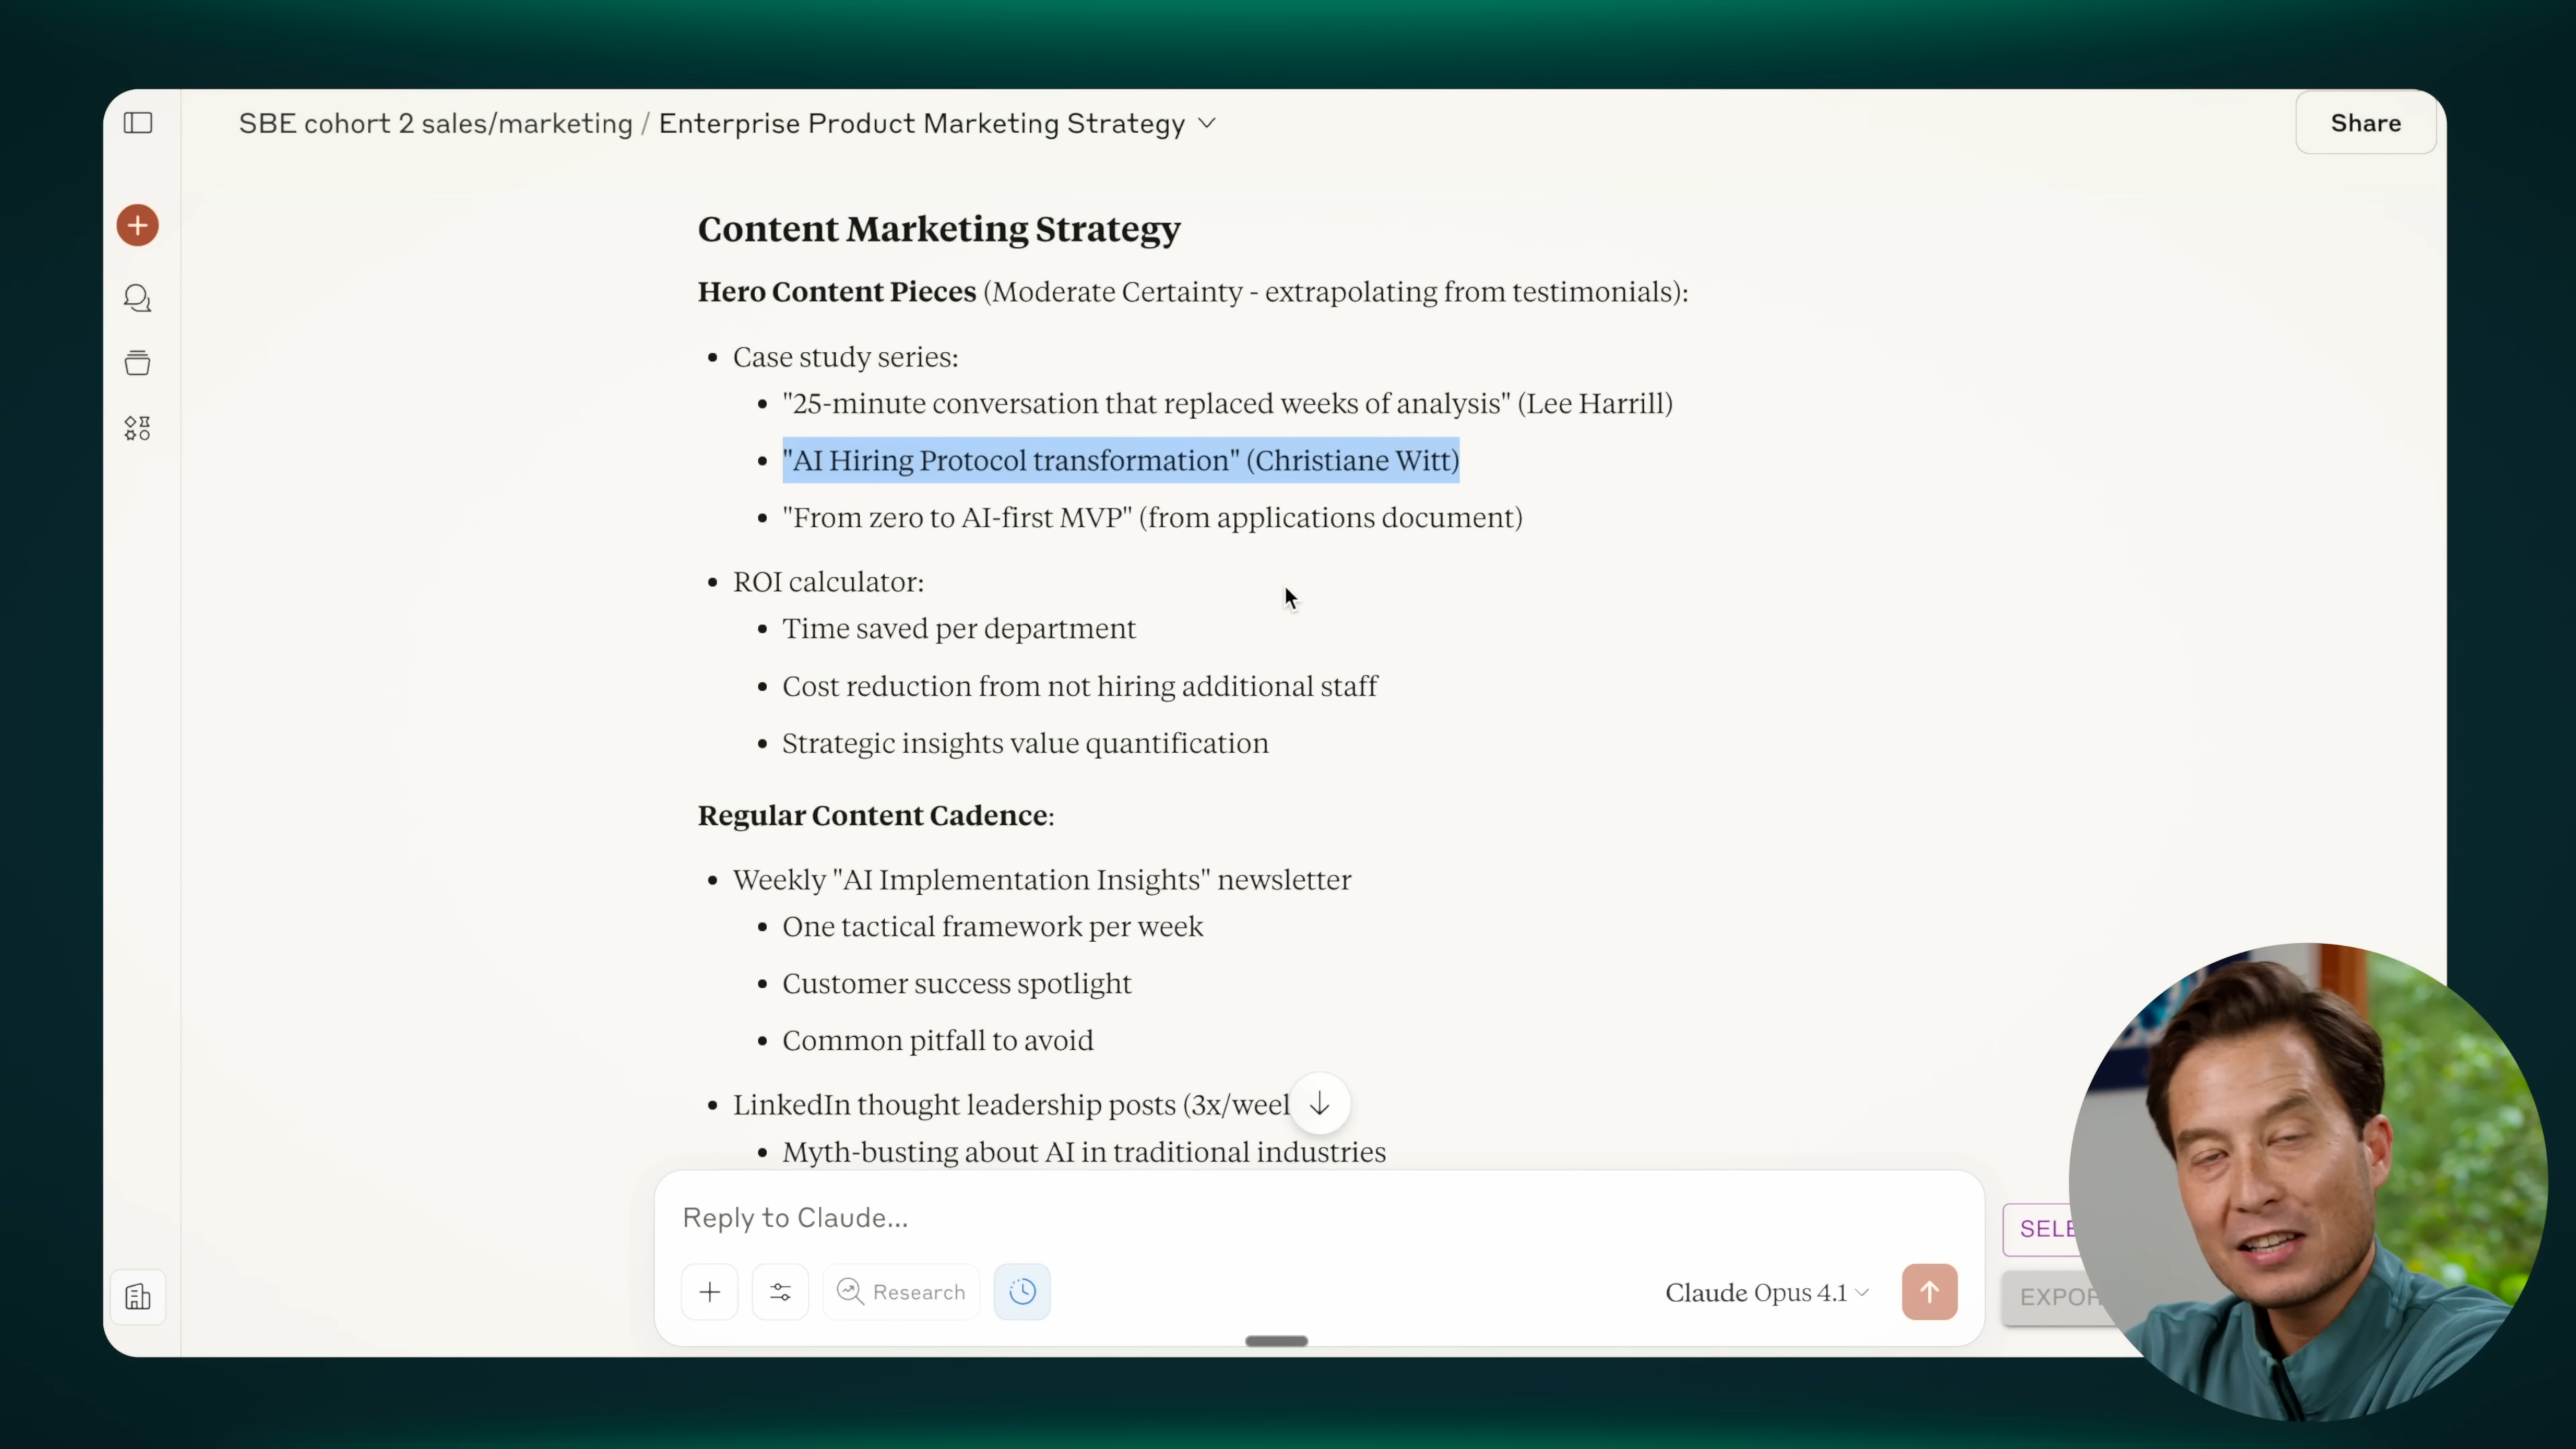 SBE cohort 2 sales/marketing / Enterprise Product Marketing Strategy
Share
Content Marketing Strategy
Hero Content Pieces (Moderate Certainty - extrapolating from testimonials):
Case study series:
"25-minute conversation that replaced weeks of analysis" (Lee Harrill)
"AI Hiring Protocol transformation" (Christiane Witt)
"From zero to AI-first MVP" (from applications document)
ROI calculator:
Time saved per department
Cost reduction from not hiring additional staff
Strategic insights value quantification
Regular Content Cadence:
Weekly "AI Implementation Insights" newsletter
One tactical framework per week
Customer success spotlight
Common pitfall to avoid
LinkedIn thought leadership posts (3x/weel
Myth-busting about AI in traditional industries
Reply to Claude...
Research
Claude Opus 4.1